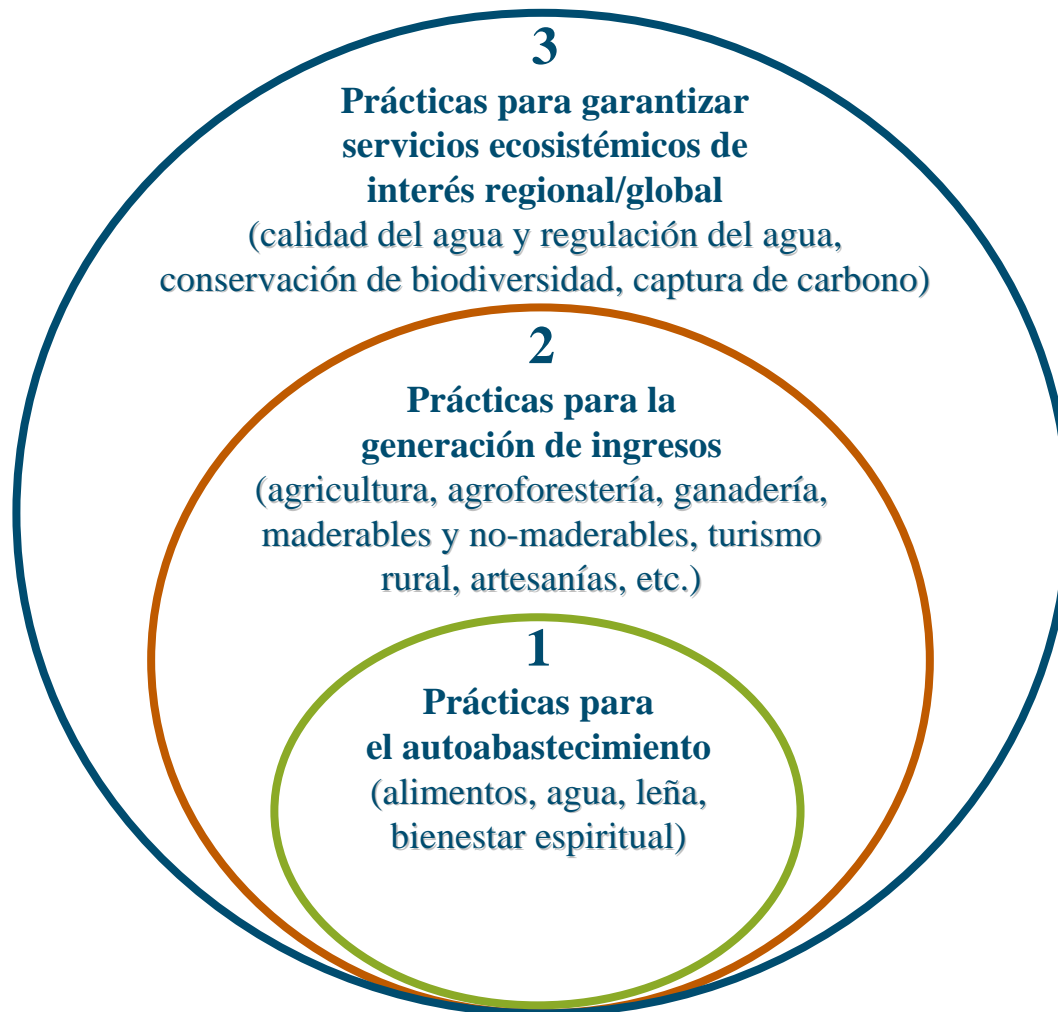 3
Prácticas para garantizar
servicios ecosistémicos de
interés regional/global
(calidad del agua y regulación del agua,
conservación de biodiversidad, captura de carbono)
2
Prácticas para la
generación de ingresos
(agricultura, agroforestería, ganadería,
maderables y no-maderables, turismo
rural, artesanías, etc.)
1
Prácticas para
el autoabastecimiento
(alimentos, agua, leña,
bienestar espiritual)